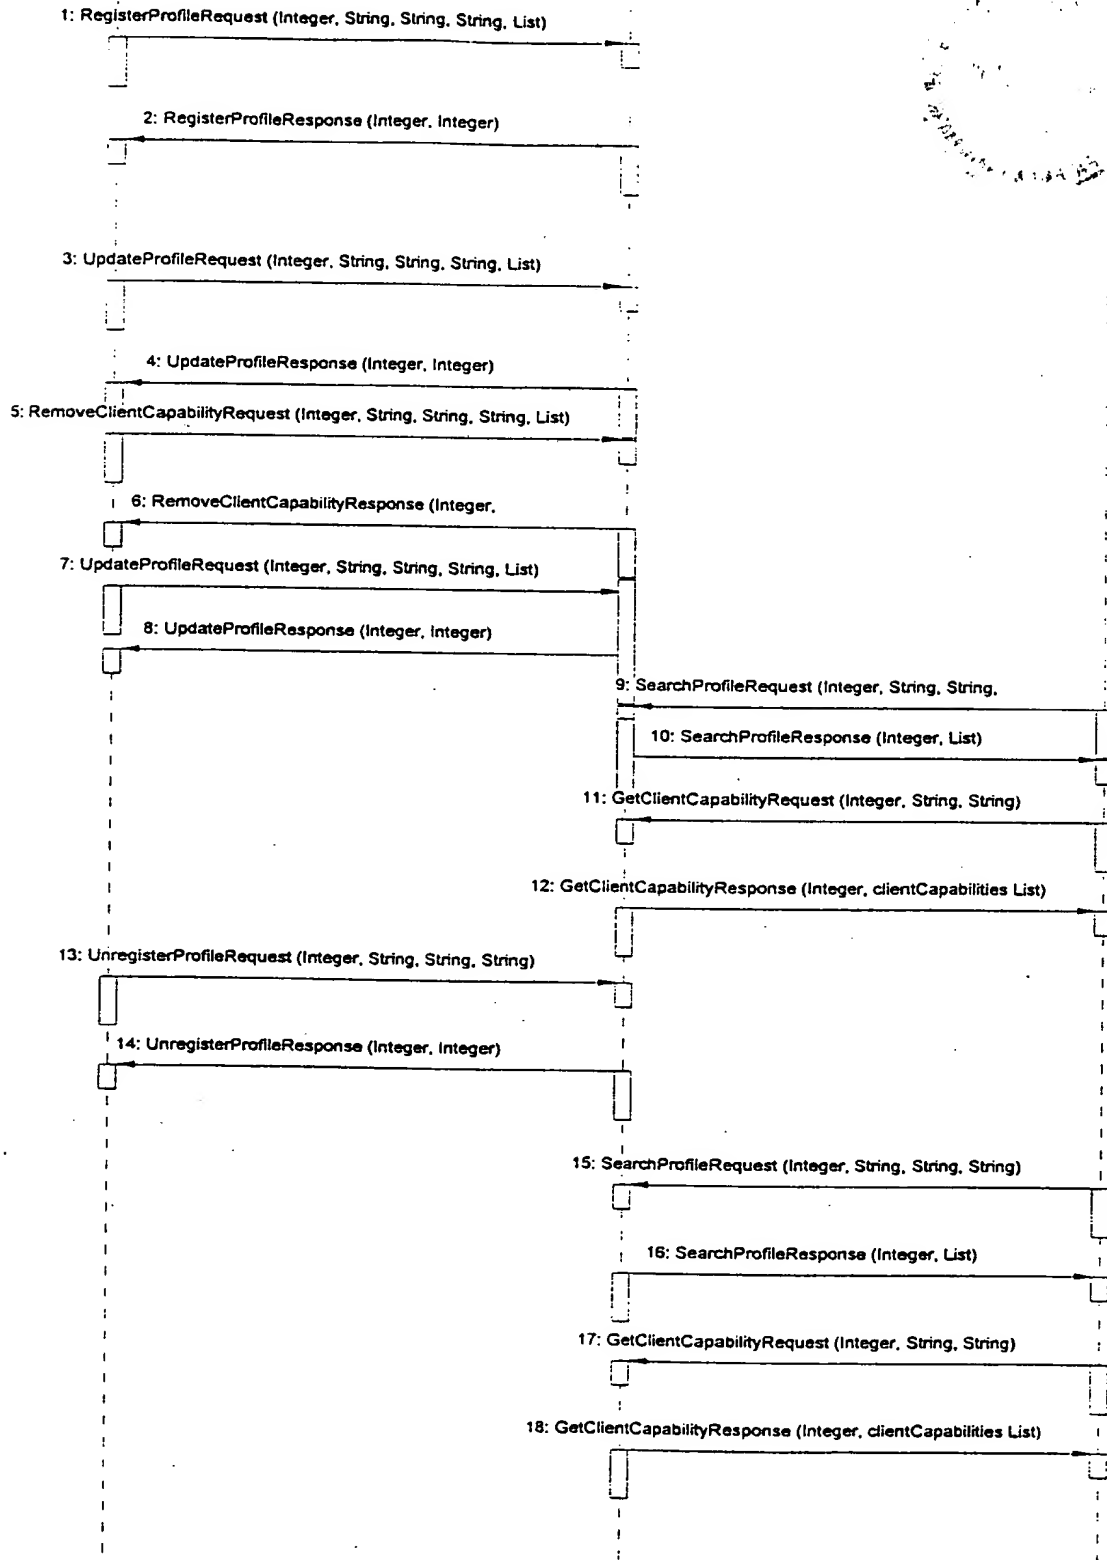 1: RegisterProfileRequest (Integer, String, String, String, List)
2: RegisterProfileResponse (Integer, Integer)
3: UpdateProfileRequest (Integer, String, String, String, List)
4: UpdateProfileResponse (Integer, Integer)
5: RemoveClientCapabilityRequest (Integer, String, String, String, List)
6: RemoveClientCapabilityResponse (Integer,
7: UpdateProfileRequest (Integer, String, String, String, List)
8: UpdateProfileResponse (Integer, Integer)
9: SearchProfileRequest (Integer, String, String,
10: SearchProfileResponse (Integer, List)
11: GetClientCapabilityRequest (Integer, String, String)
12: GetClientCapabilityResponse (Integer, clientCapabilities List)
13: UnregisterProfileRequest (Integer, String, String, String)
14: UnregisterProfileResponse (Integer, Integer)
15: SearchProfileRequest (Integer, String, String, String)
16: SearchProfileResponse (Integer, List)
17: GetClientCapabilityRequest (Integer, String, String)
18: GetClientCapabilityResponse (Integer, clientCapabilities List)